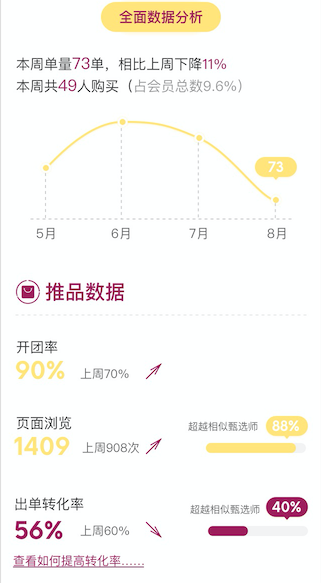 全面数据分析
本周单量73单，相比上周下降11%
本周共49人购买（占会员总数9.6%）
73
5月 6月 7月 8月
推品数据
开团率
90% 上周70%
页面浏览
1409 上周908次
超越相似甄选师 88%
出单转化率
56% 上周60%
超越相似甄选师 40%
查看如何提高转化率......